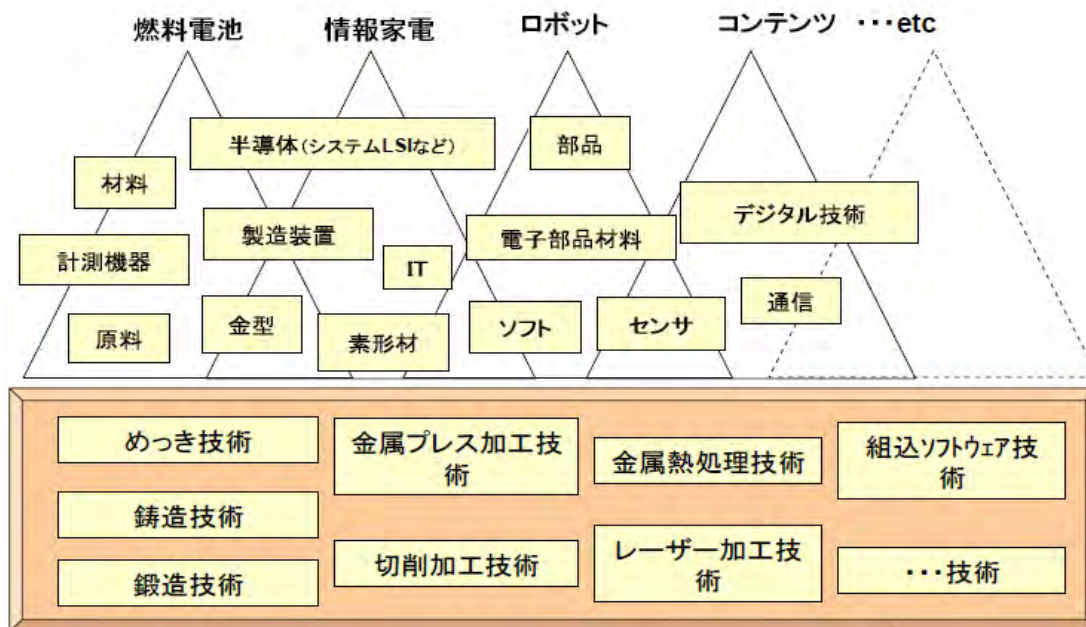 燃料電池
情報家電
ロボット
コンテンツ ・・・etc
半導体(システムLSIなど)
部品
材料
デジタル技術
製造装置
電子部品材料
計測機器
IT
通信
原料
金型
素形材
ソフト
センサ
めっき技術
金属プレス加工技
術
金属熱処理技術
組込ソフトウェア技
術
鋳造技術
切削加工技術
レーザー加工技
術
・・・技術
鍛造技術